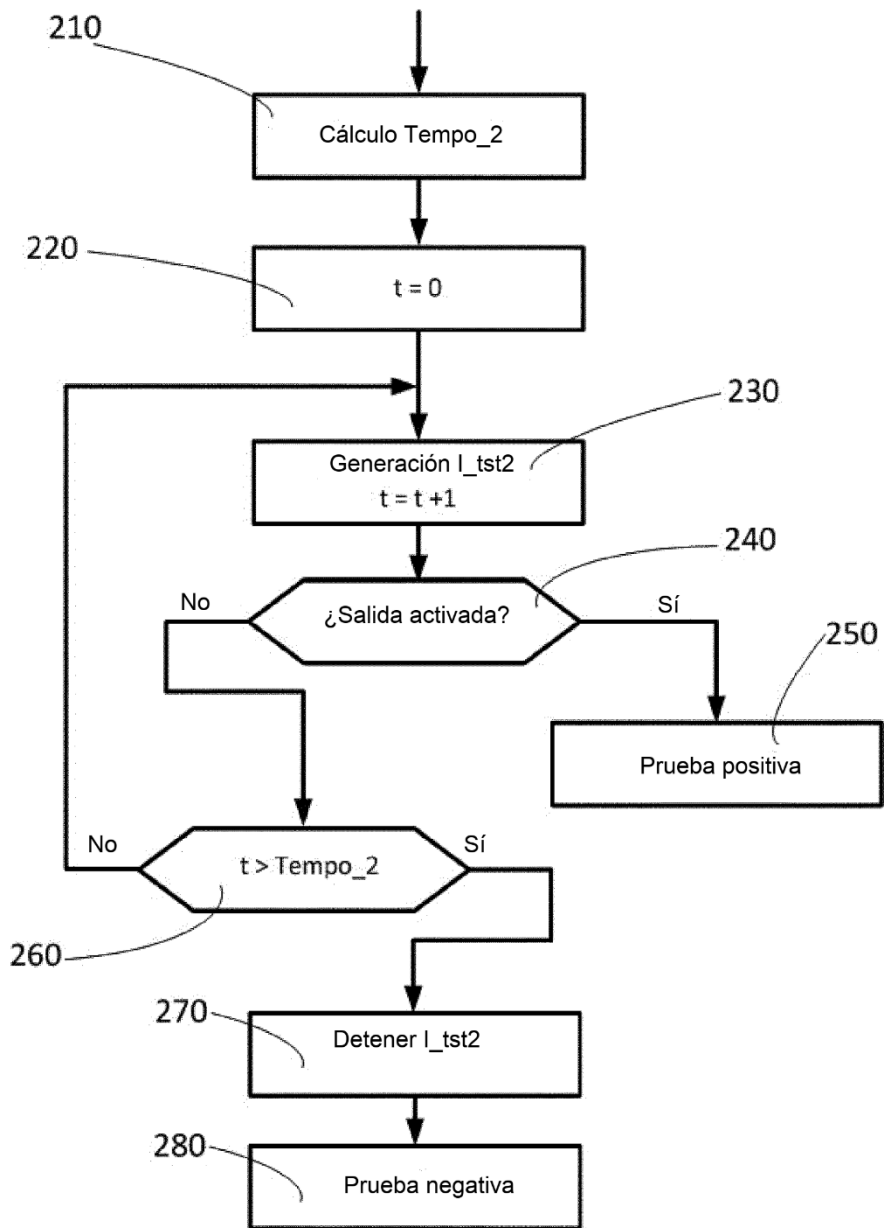 210
Cálculo Tempo_2
220
t = 0
230
Generación I_tst2
t = t +1
240
No
¿Salida activada?
Sí
250
Prueba positiva
No
t > Tempo_2
Sí
260
270
Detener I_tst2
280
Prueba negativa